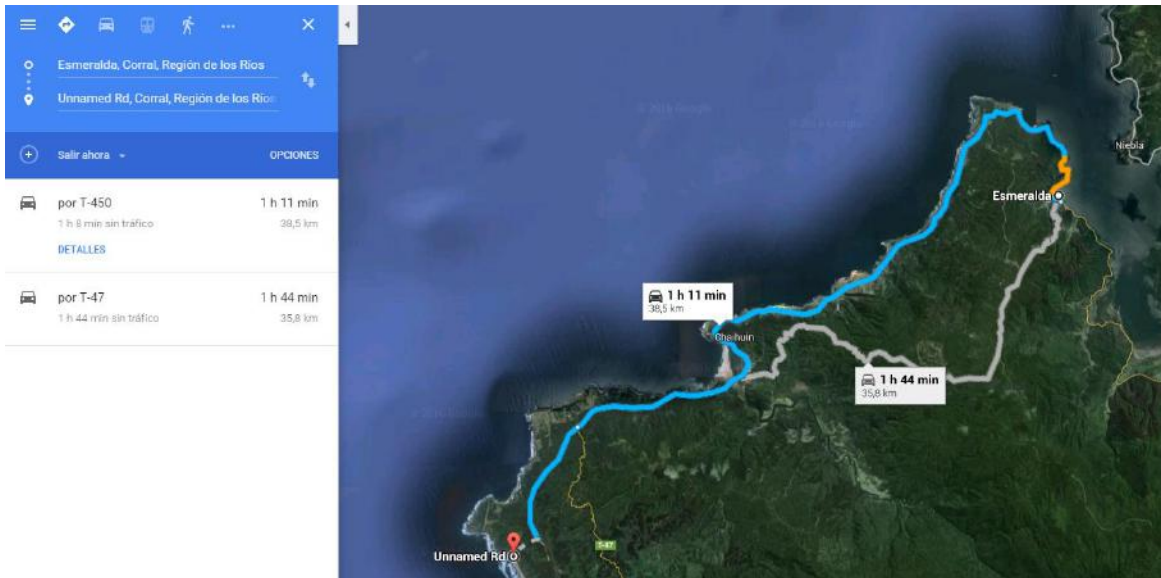 Esmeralda, Corral, Región de los Ríos
Unnamed Rd, Corral, Región de los Ríos
Salir ahora
OPCIONES
por T-450
1 h 11 min
1 h 8 min sin tráfico
38,5 km
DETALLES
por T-47
1 h 44 min
1 h 44 min sin tráfico
35,8 km
Niebla
Esmeralda
1 h 11 min
38,5 km
Chaihuin
1 h 44 min
35,8 km
T-47
Unnamed Rd